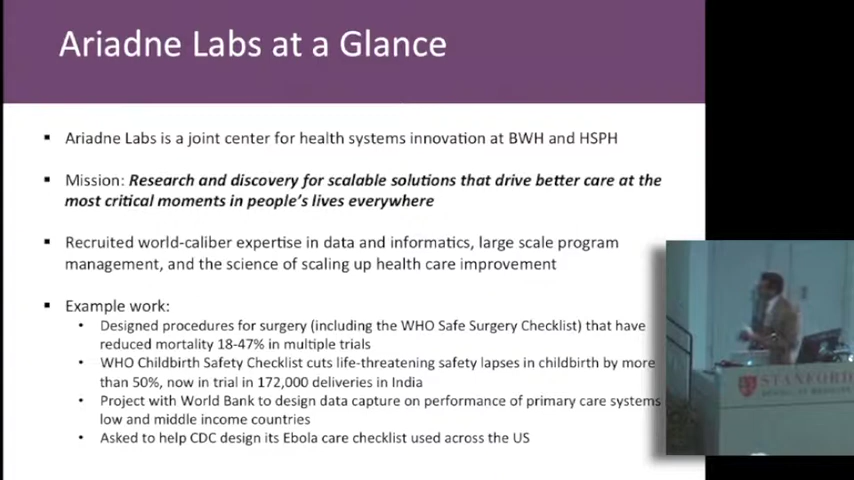 Ariadne Labs at a Glance
▪ Ariadne Labs is a joint center for health systems innovation at BWH and HSPH
▪ Mission: Research and discovery for scalable solutions that drive better care at the
most critical moments in people's lives everywhere
▪ Recruited world-caliber expertise in data and informatics, large scale program
management, and the science of scaling up health care improvement
▪ Example work:
• Designed procedures for surgery (including the WHO Safe Surgery Checklist) that have
reduced mortality 18-47% in multiple trials
• WHO Childbirth Safety Checklist cuts life-threatening safety lapses in childbirth by more
than 50%, now in trial in 172,000 deliveries in India
• Project with World Bank to design data capture on performance of primary care systems
low and middle income countries
• Asked to help CDC design its Ebola care checklist used across the US
STANFORD
SCHOOL OF MEDICINE